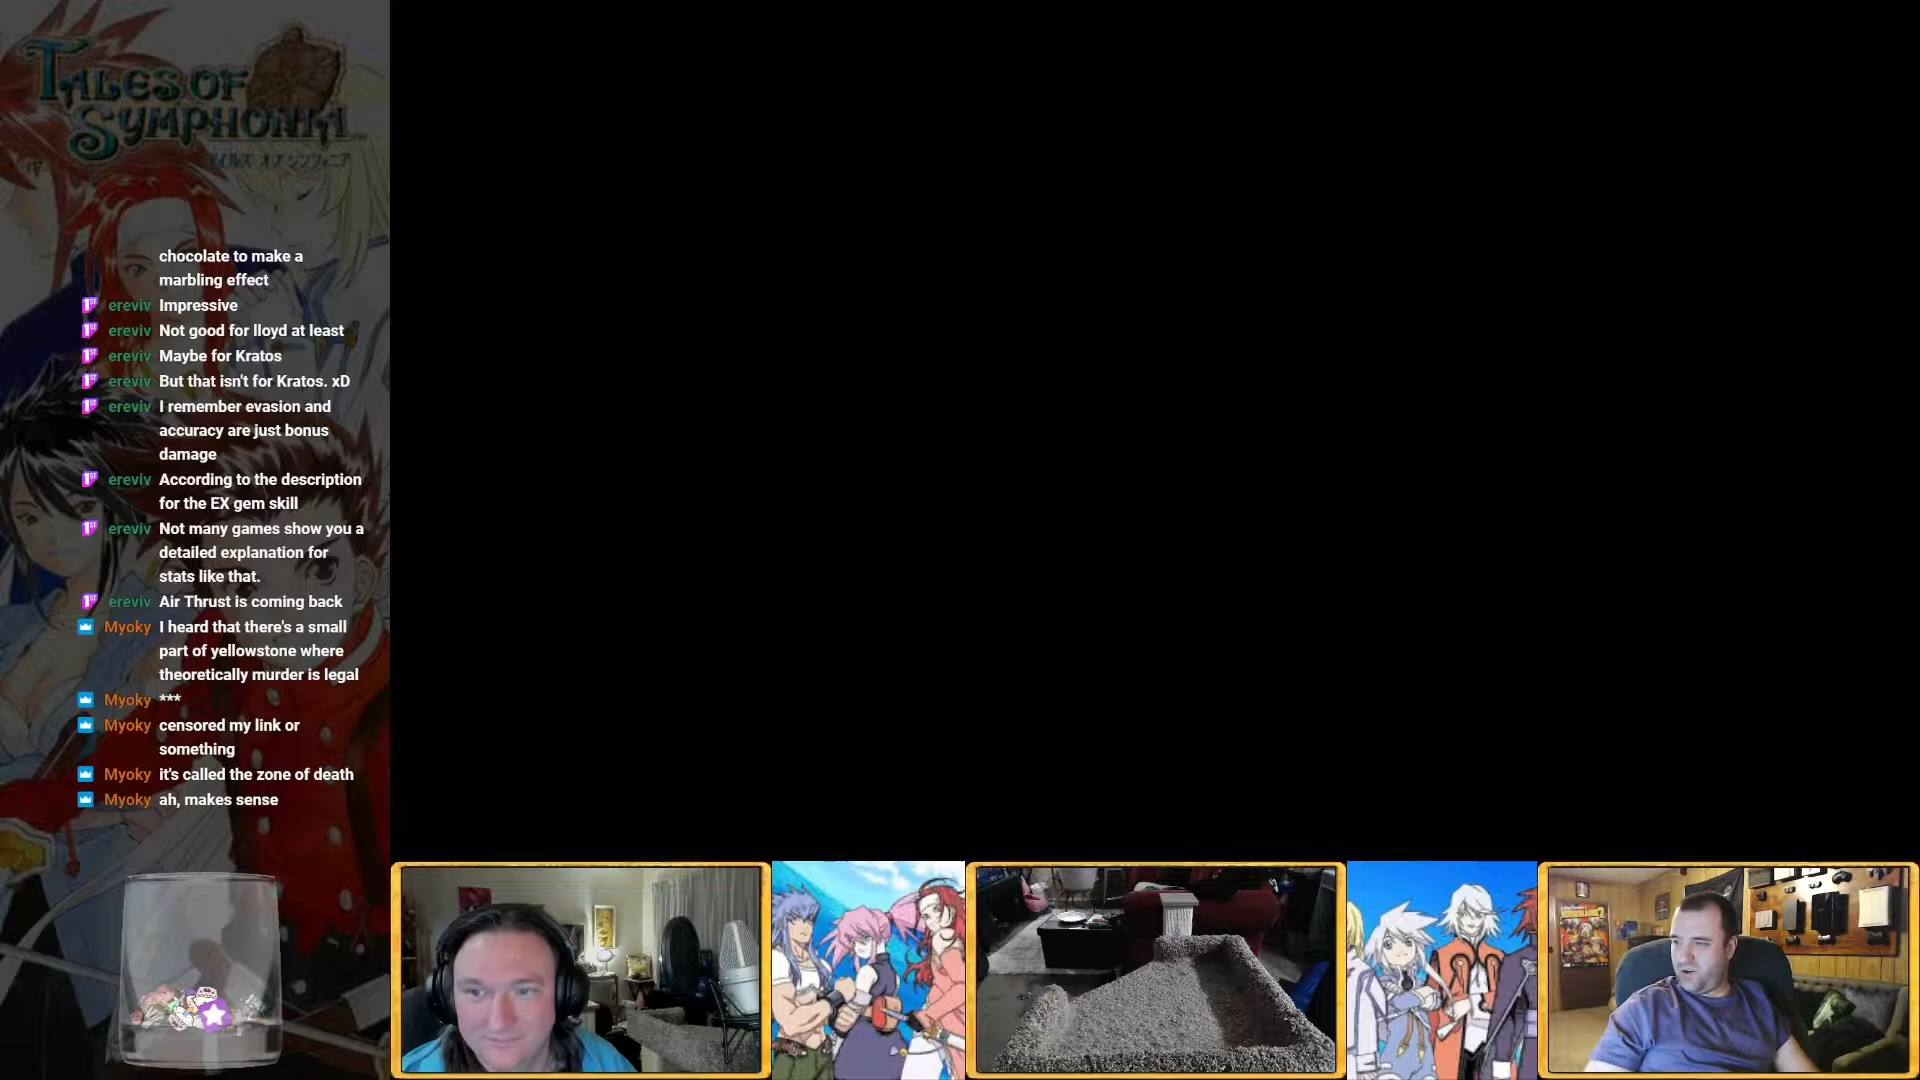 TALES OF
SYMPHONIA
テイルズ オブ シンフォニア
chocolate to make a
marbling effect
ereviv Impressive
ereviv Not good for lloyd at least
ereviv Maybe for Kratos
ereviv But that isn't for Kratos. xD
ereviv I remember evasion and
accuracy are just bonus
damage
ereviv According to the description
for the EX gem skill
ereviv Not many games show you a
detailed explanation for
stats like that.
ereviv Air Thrust is coming back
Myoky I heard that there's a small
part of yellowstone where
theoretically murder is legal
Myoky ***
Myoky censored my link or
something
Myoky it's called the zone of death
Myoky ah, makes sense